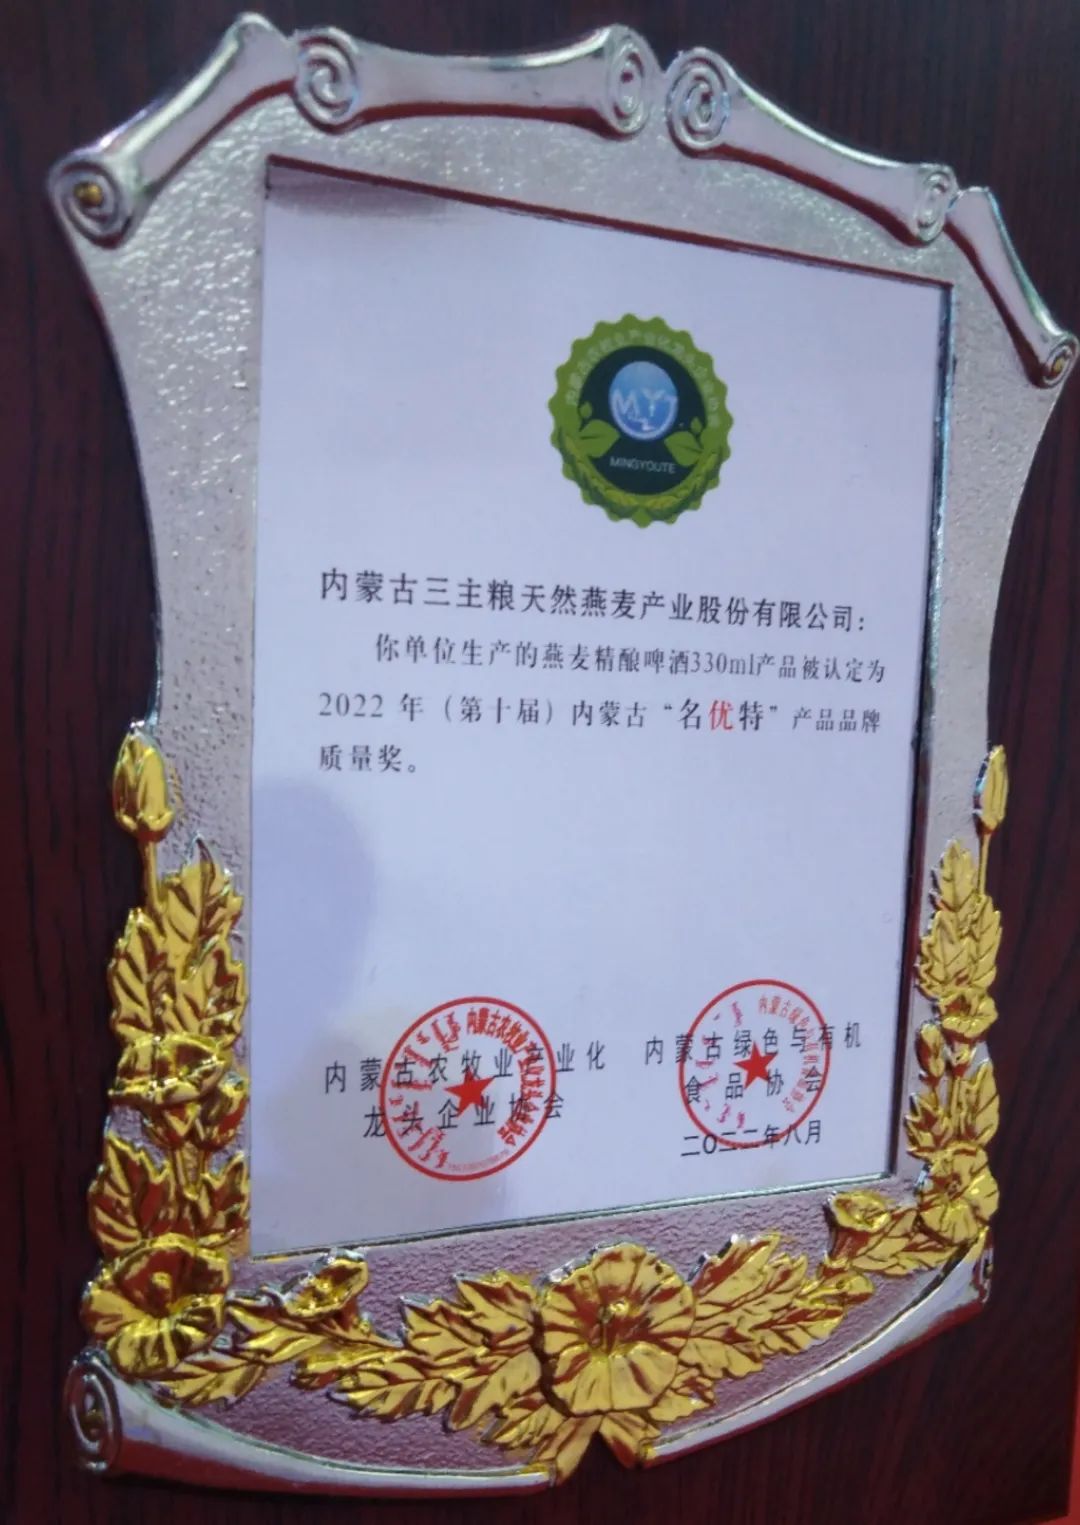 MYT
MINGYOUTE
内蒙古三主粮天然燕麦产业股份有限公司：
你单位生产的燕麦精酿啤酒330ml产品被认定为
2022 年（第十届）内蒙古“名优特”产品品牌
质量奖。
内蒙古农牧业产业化
龙头企业协会
内蒙古绿色与有机
食品协会
二〇二二年八月